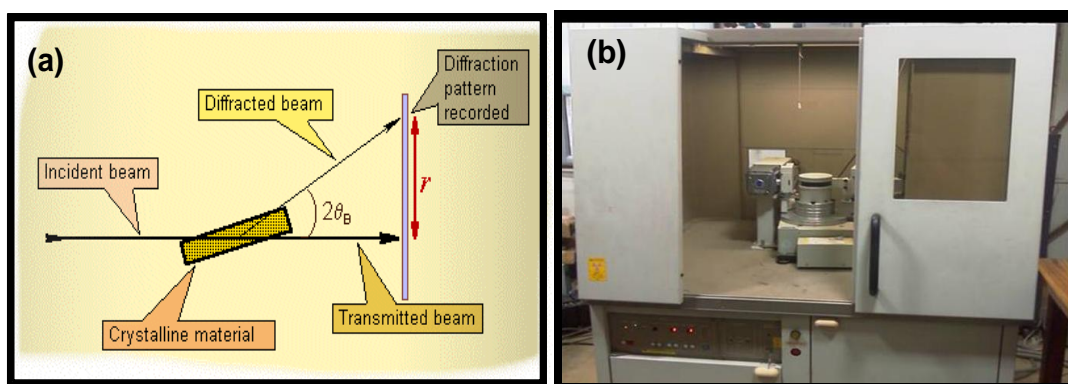 (a)
Diffraction
pattern
recorded
Diffracted beam
Incident beam
r
2θB
Transmitted beam
Crystalline material
(b)